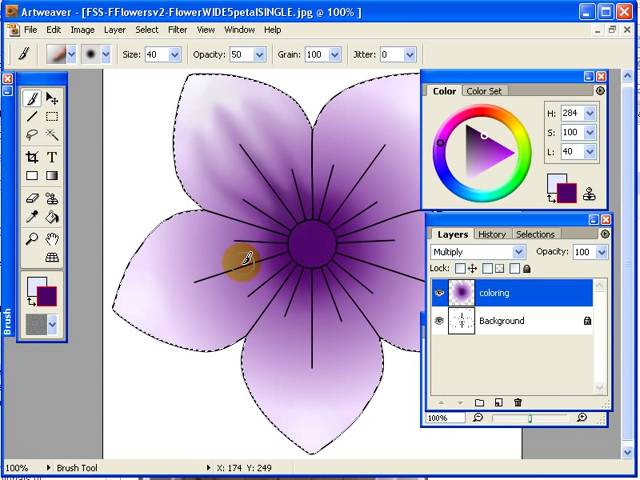 Artweaver - [FSS-FFlowersv2-FlowerWIDE5petalSINGLE.jpg @ 100% ]
File Edit Image Layer Select Filter View Window Help
Size: 40 Opacity: 50 Grain: 100 Jitter: 0
Color Color Set
H: 284
S: 100
L: 40
T
Brush
Layers History Selections
Multiply Opacity: 100
Lock:
coloring
Background
100%
100% Brush Tool X: 174 Y: 249